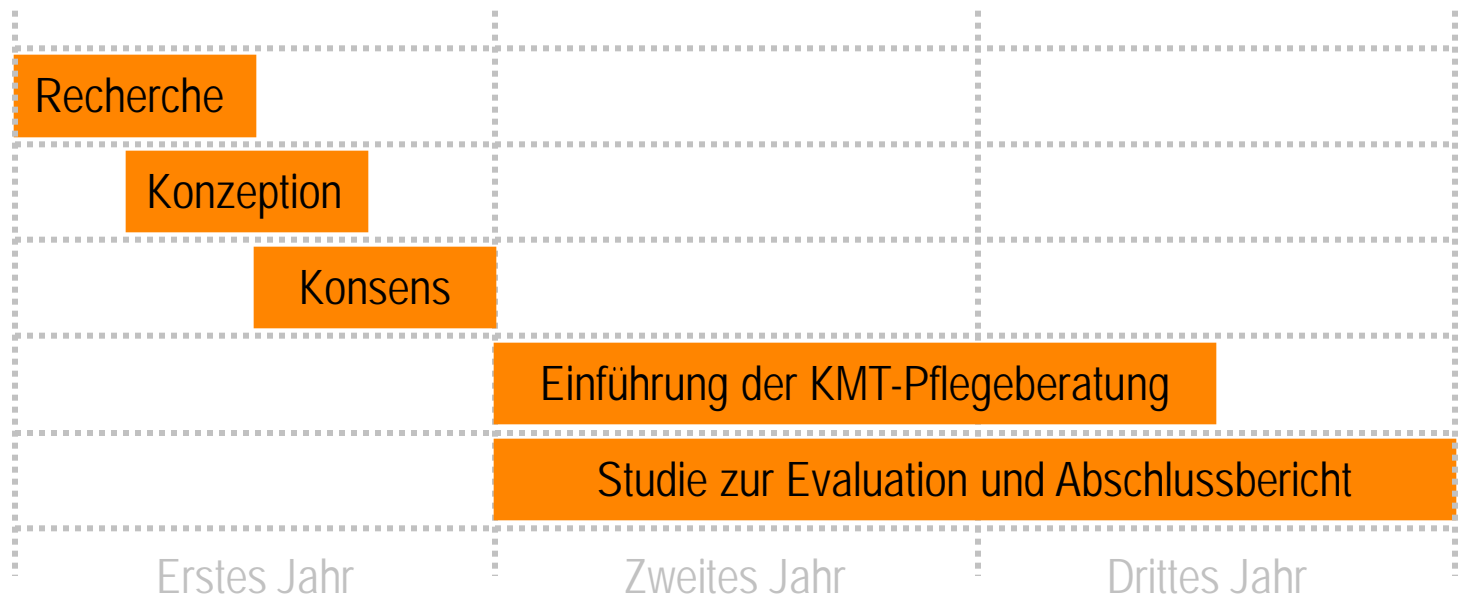 Recherche
Konzeption
Konsens
Einführung der KMT-Pflegeberatung
Studie zur Evaluation und Abschlussbericht
Erstes Jahr
Zweites Jahr
Drittes Jahr